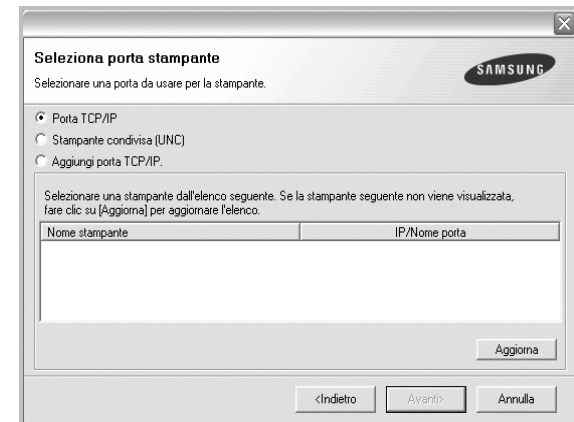 Seleziona porta stampante
Selezionare una porta da usare per la stampante.
SAMSUNG
Porta TCP/IP
Stampante condivisa (UNC)
Aggiungi porta TCP/IP.
Selezionare una stampante dall'elenco seguente. Se la stampante seguente non viene visualizzata,
fare clic su [Aggiorna] per aggiornare l'elenco.
Nome stampante IP/Nome porta
Aggiorna
<Indietro Avanti> Annulla